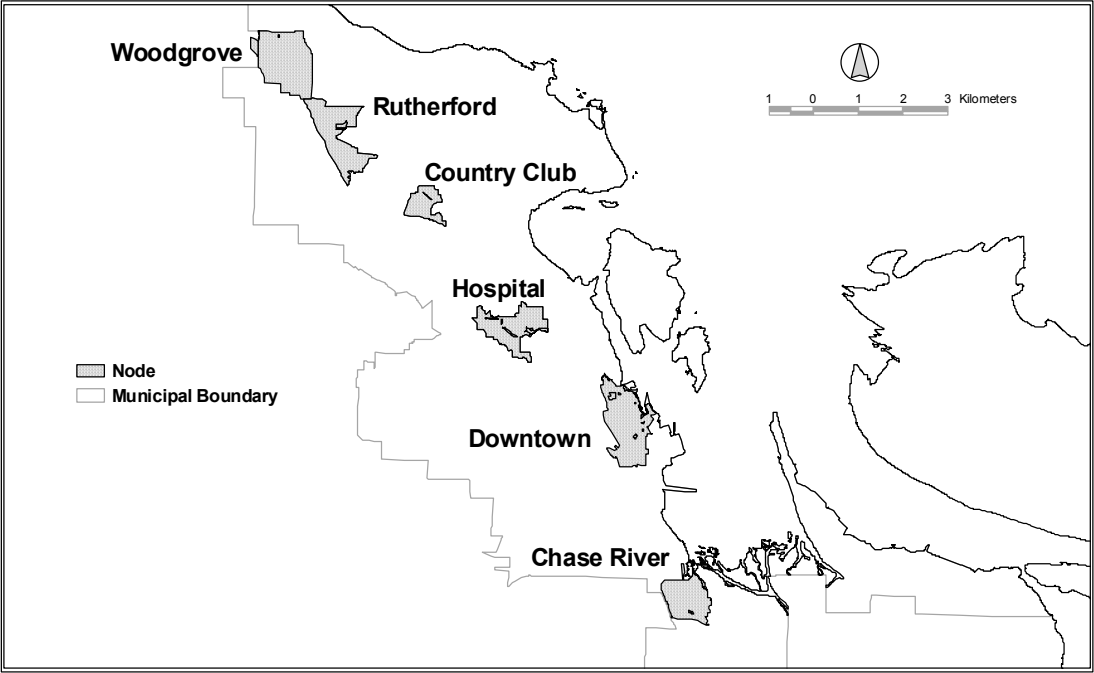 Woodgrove
Rutherford
1 0 1 2 3 Kilometers
Country Club
Hospital
Node
Municipal Boundary
Downtown
Chase River